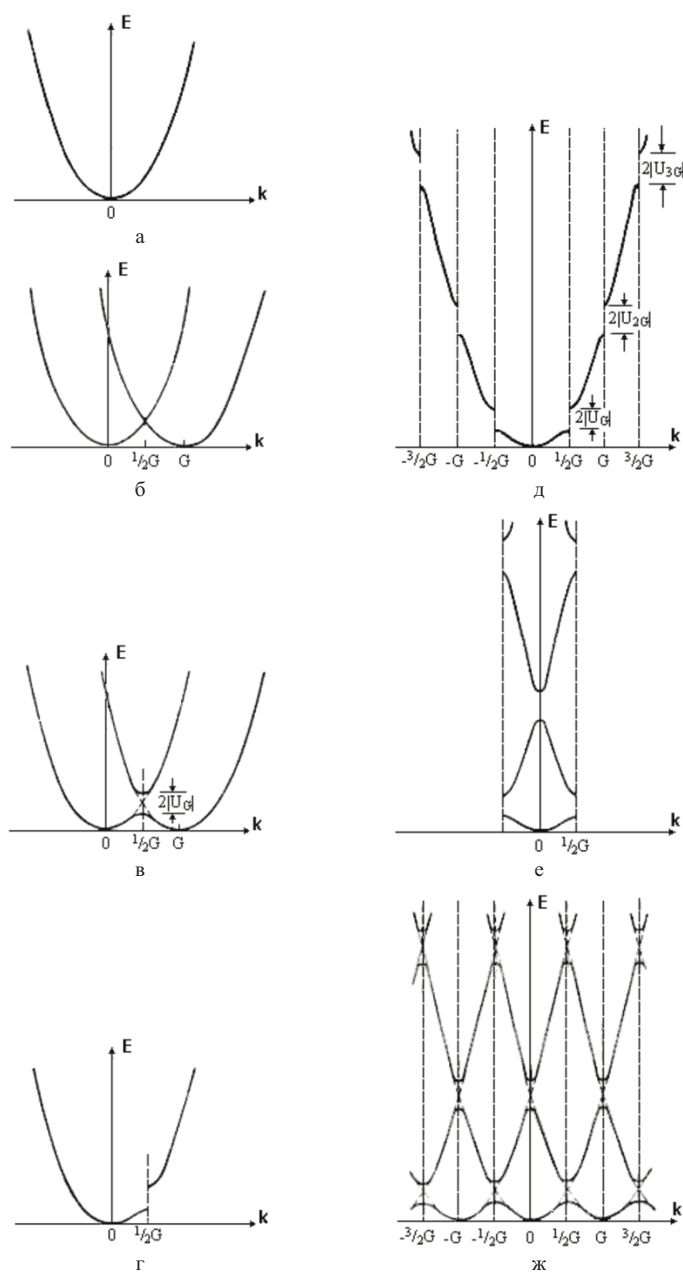 E
k
0
а
E
k
0
1/2G
G
б
E
2|U_G|
k
0
1/2G
G
в
E
k
0
1/2G
г
E
2|U_3G|
2|U_2G|
2|U_G|
k
-3/2G
-G
-1/2G
0
1/2G
G
3/2G
д
E
k
0
1/2G
е
E
k
-3/2G
-G
-1/2G
0
1/2G
G
3/2G
ж